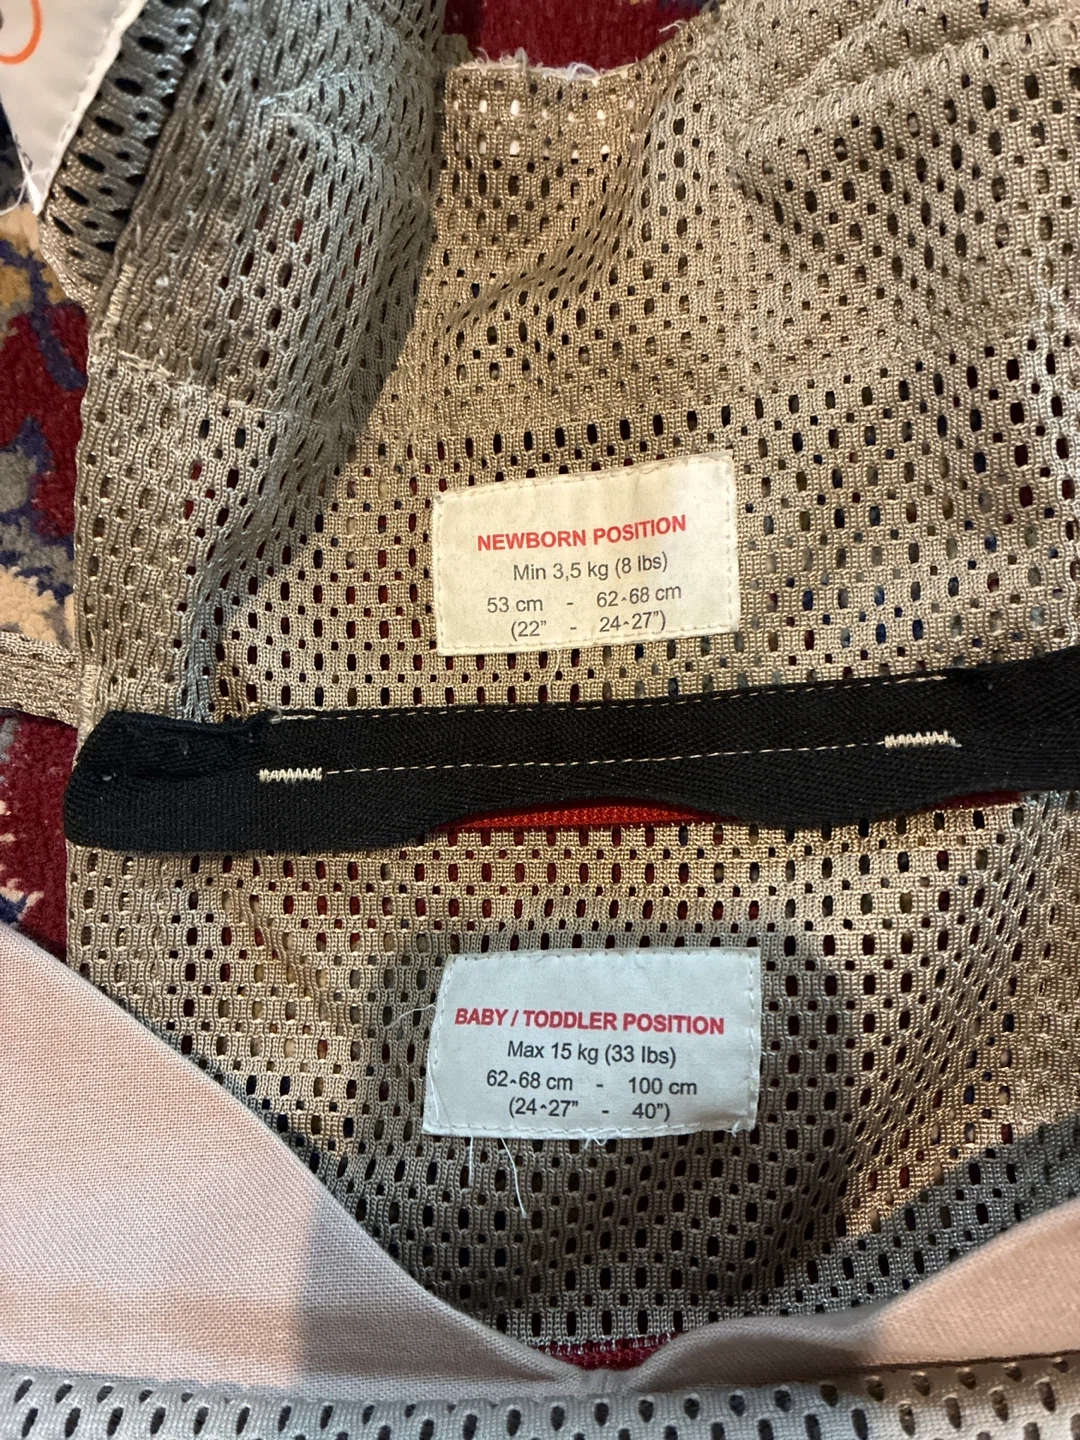 NEWBORN POSITION
Min 3,5 kg (8 lbs)
53 cm - 62-68 cm
(22" - 24-27")
BABY / TODDLER POSITION
Max 15 kg (33 lbs)
62-68 cm - 100 cm
(24-27" - 40")